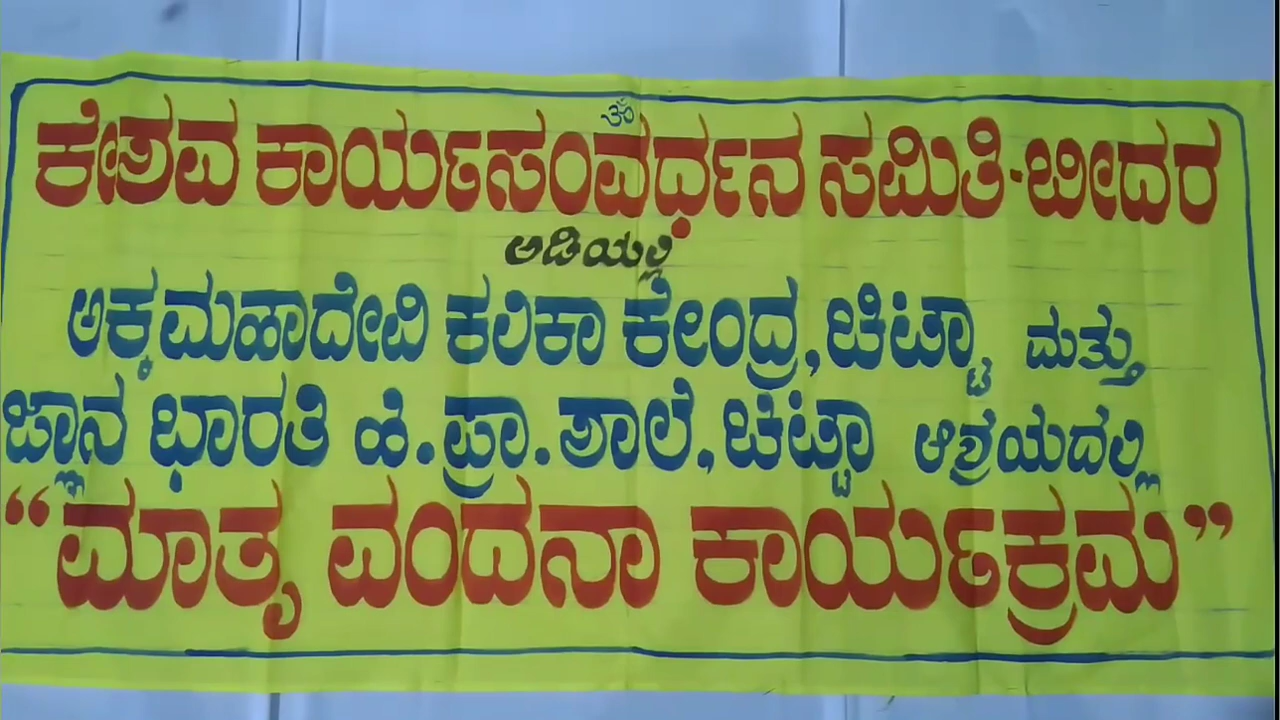 ॐ
ಕೇಶವ ಕಾರ್ಯಸಂವರ್ಧನ ಸಮಿತಿ-ಬೀದರ
ಅಡಿಯಲ್ಲಿ
ಅಕ್ಕಮಹಾದೇವಿ ಕಲಿಕಾ ಕೇಂದ್ರ, ಚಿಟ್ಟಾ ಮತ್ತು
ಜ್ಞಾನ ಭಾರತಿ ಹಿ.ಪ್ರಾ.ಶಾಲೆ, ಚಿಟ್ಟಾ ಆಶ್ರಯದಲ್ಲಿ
“ಮಾತೃ ವಂದನಾ ಕಾರ್ಯಕ್ರಮ”